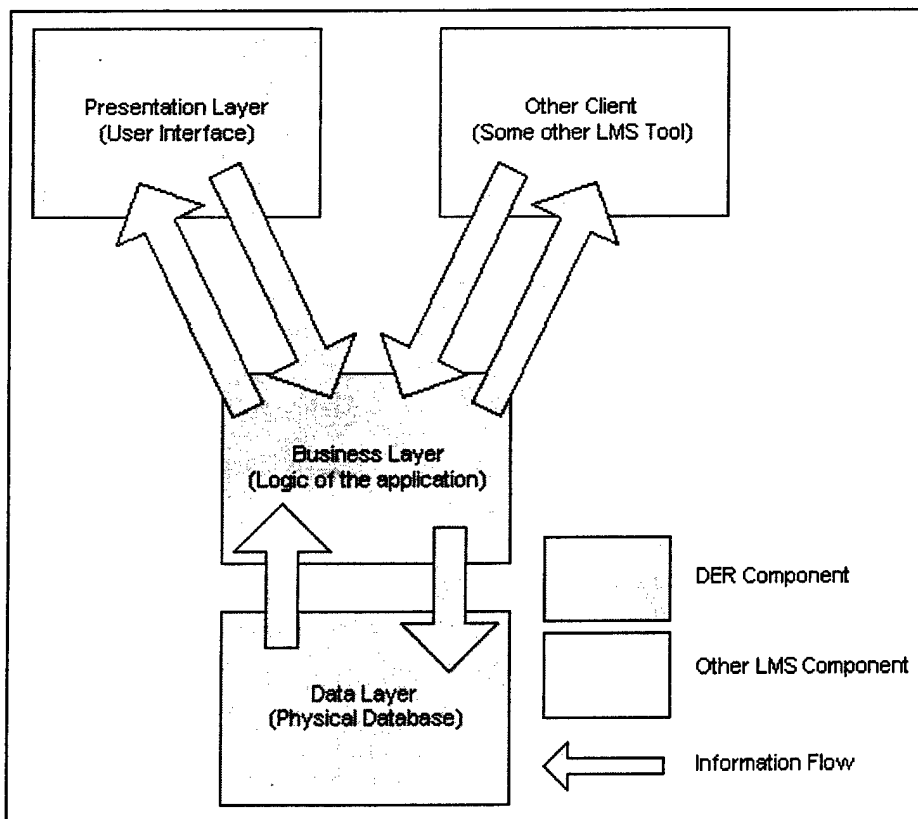 Presentation Layer
(User Interface)
Other Client
(Some other LMS Tool)
Business Layer
(Logic of the application)
Data Layer
(Physical Database)
DER Component
Other LMS Component
Information Flow